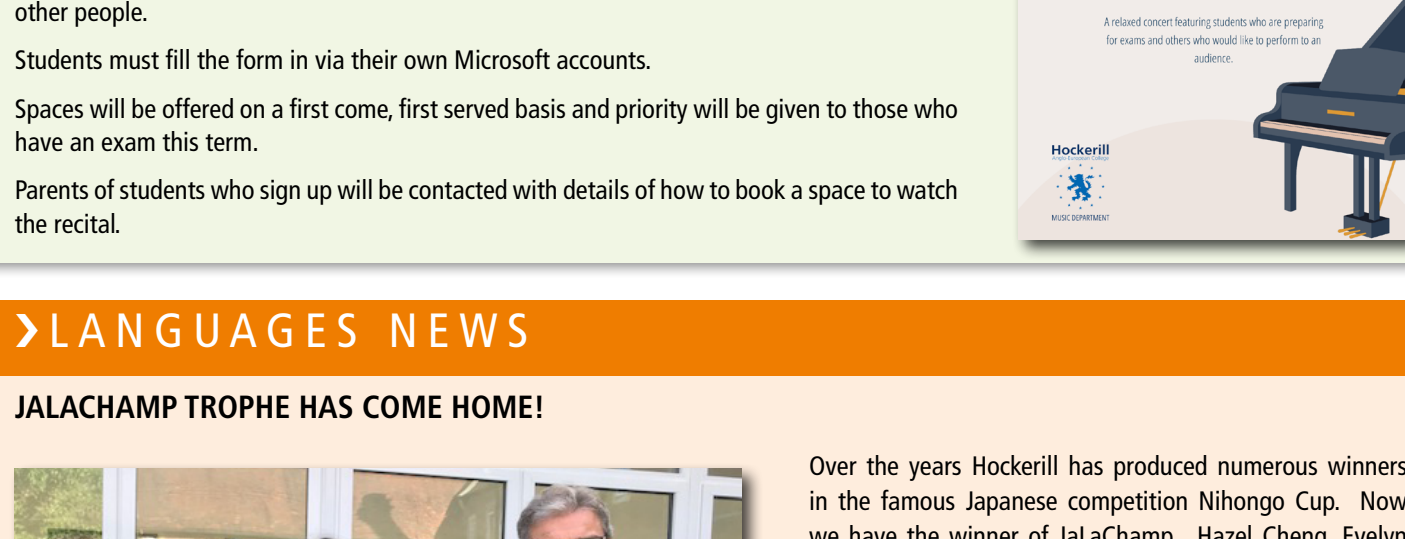 other people.
Students must fill the form in via their own Microsoft accounts.
Spaces will be offered on a first come, first served basis and priority will be given to those who
have an exam this term.
Parents of students who sign up will be contacted with details of how to book a space to watch
the recital.
A relaxed concert featuring students who are preparing
for exams and others who would like to perform to an
audience.
Hockerill
Anglo European College
MUSIC DEPARTMENT
LANGUAGES NEWS
JALACHAMP TROPHE HAS COME HOME!
Over the years Hockerill has produced numerous winners
in the famous Japanese competition Nihongo Cup. Now
we have the winner of JaLaChamp. Hazel Cheng, Evelyn